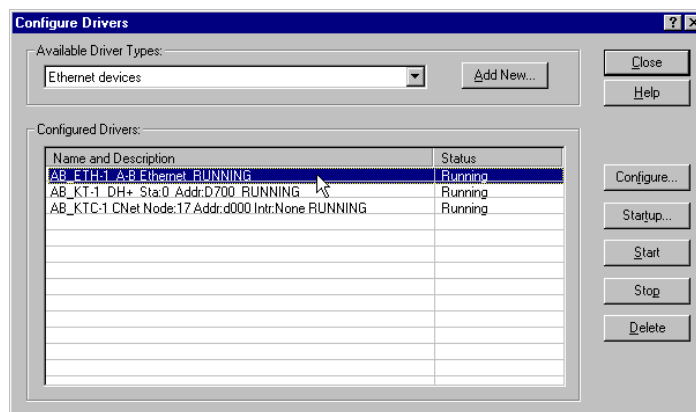 Configure Drivers
Available Driver Types:
Ethernet devices
Add New...
Close
Help
Configured Drivers:
Name and Description Status
AB_ETH-1 A-B Ethernet RUNNING Running
AB_KT-1 DH+ Sta:0 Addr:D700 RUNNING Running
AB_KTC-1 CNet Node:17 Addr:d000 Intr:None RUNNING Running
Configure...
Startup...
Start
Stop
Delete